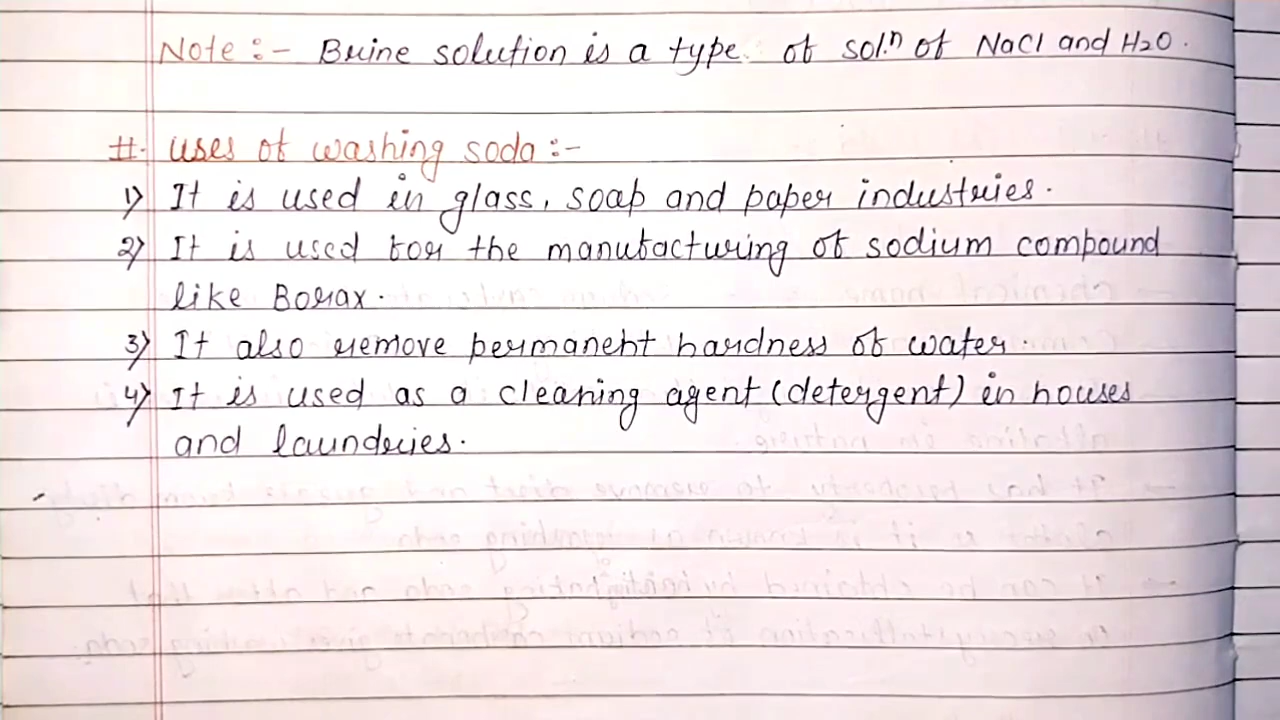 Note :- Brine solution is a type of sol.n of NaCl and H2O.
#. uses of washing soda :-
1) It is used in glass, soap and paper industries.
2) It is used for the manufacturing of sodium compound
like Borax.
3) It also remove permanent hardness of water.
4) It is used as a cleaning agent (detergent) in houses
and laundries.